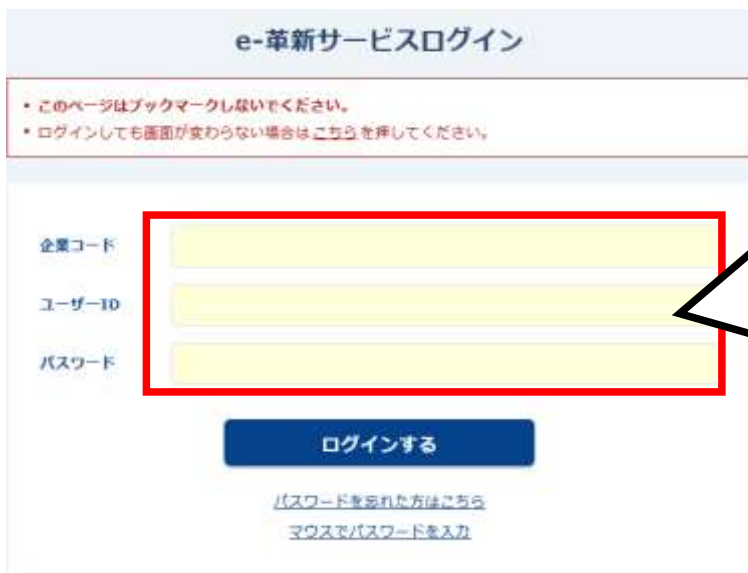 e-革新サービスログイン
・このページはブックマークしないでください。
・ログインしても画面が変わらない場合はこちらを押してください。
企業コード
ユーザーID
パスワード
ログインする
パスワードを忘れた方はこちら
マウスでパスワードを入力